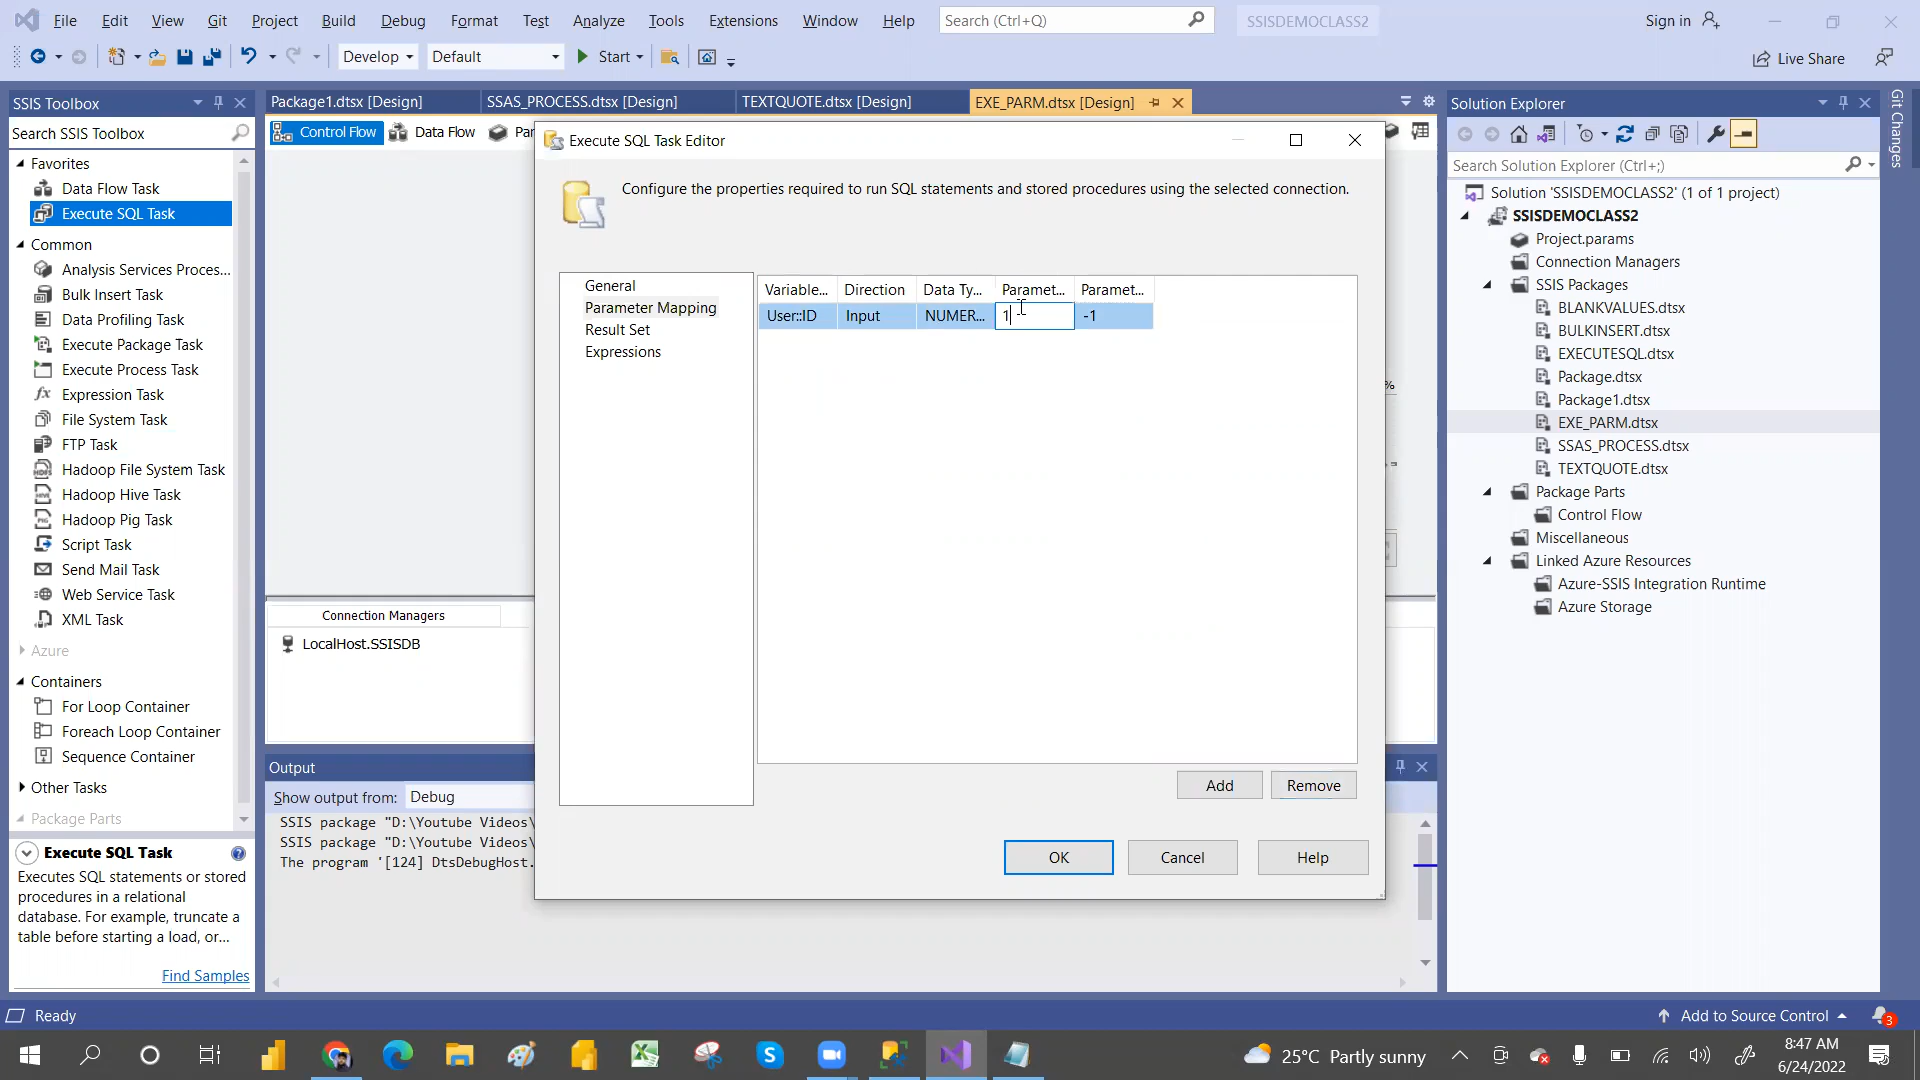 File Edit View Git Project Build Debug Format Test Analyze Tools Extensions Window Help Search (Ctrl+Q) SSISDEMOCLASS2 Sign in
Develop Default Start Live Share
SSIS Toolbox
Search SSIS Toolbox
Favorites
Data Flow Task
Execute SQL Task
Common
Analysis Services Proces...
Bulk Insert Task
Data Profiling Task
Execute Package Task
Execute Process Task
Expression Task
File System Task
FTP Task
Hadoop File System Task
Hadoop Hive Task
Hadoop Pig Task
Script Task
Send Mail Task
Web Service Task
XML Task
Azure
Containers
For Loop Container
Foreach Loop Container
Sequence Container
Other Tasks
Package Parts
Execute SQL Task
Executes SQL statements or stored
procedures in a relational
database. For example, truncate a
table before starting a load, or...
Find Samples
Package1.dtsx [Design] SSAS_PROCESS.dtsx [Design] TEXTQUOTE.dtsx [Design] EXE_PARM.dtsx [Design]
Control Flow Data Flow Par
Execute SQL Task Editor
Configure the properties required to run SQL statements and stored procedures using the selected connection.
General
Parameter Mapping
Result Set
Expressions
Variable... Direction Data Ty... Paramet... Paramet...
User::ID Input NUMER... 1 -1
Add Remove
OK Cancel Help
%
Connection Managers
LocalHost.SSISDB
Output
Show output from: Debug
SSIS package "D:\Youtube Videos\
SSIS package "D:\Youtube Videos\
The program '[124] DtsDebugHost.
Solution Explorer
Search Solution Explorer (Ctrl+;)
Solution 'SSISDEMOCLASS2' (1 of 1 project)
SSISDEMOCLASS2
Project.params
Connection Managers
SSIS Packages
BLANKVALUES.dtsx
BULKINSERT.dtsx
EXECUTESQL.dtsx
Package.dtsx
Package1.dtsx
EXE_PARM.dtsx
SSAS_PROCESS.dtsx
TEXTQUOTE.dtsx
Package Parts
Control Flow
Miscellaneous
Linked Azure Resources
Azure-SSIS Integration Runtime
Azure Storage
Git Changes
Ready Add to Source Control 3
25°C Partly sunny 8:47 AM
6/24/2022